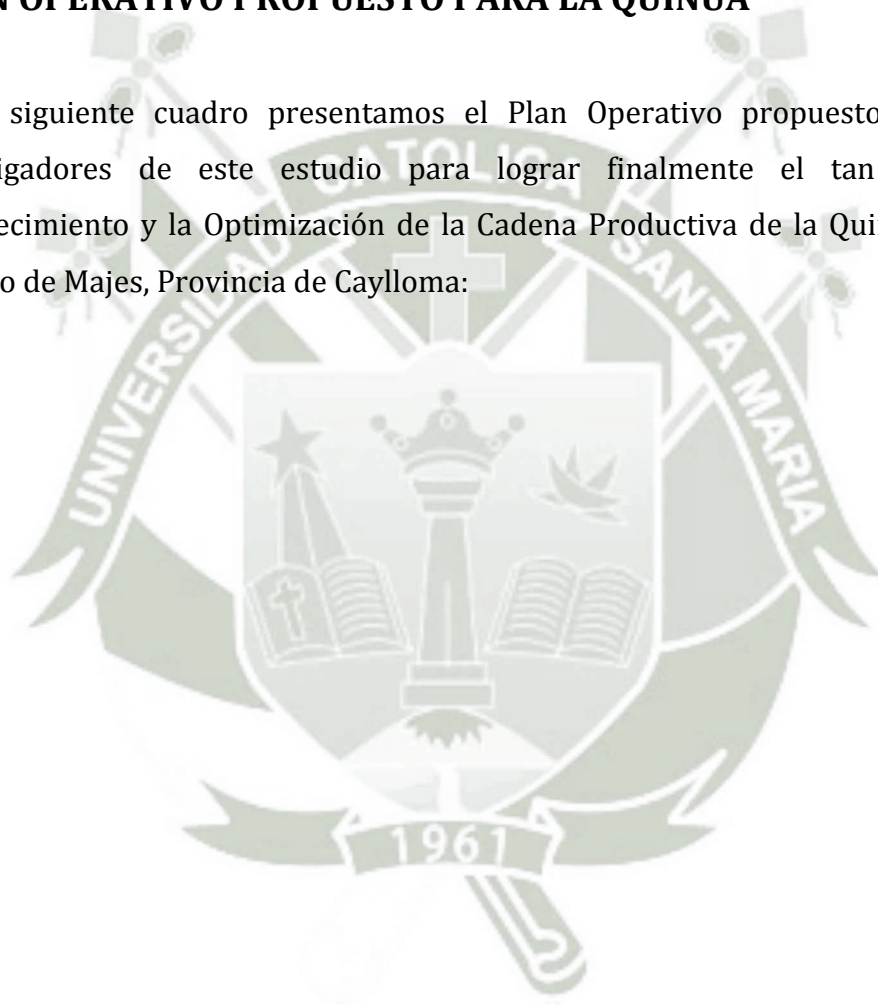 N OPERATIVO PROPUESTO PARA LA QUINUA
siguiente cuadro presentamos el Plan Operativo propuesto
igadores de este estudio para lograr finalmente el tan
ecimiento y la Optimización de la Cadena Productiva de la Qui
o de Majes, Provincia de Caylloma:
UNIVERSIDAD CATOLICA SANTA MARIA
1961